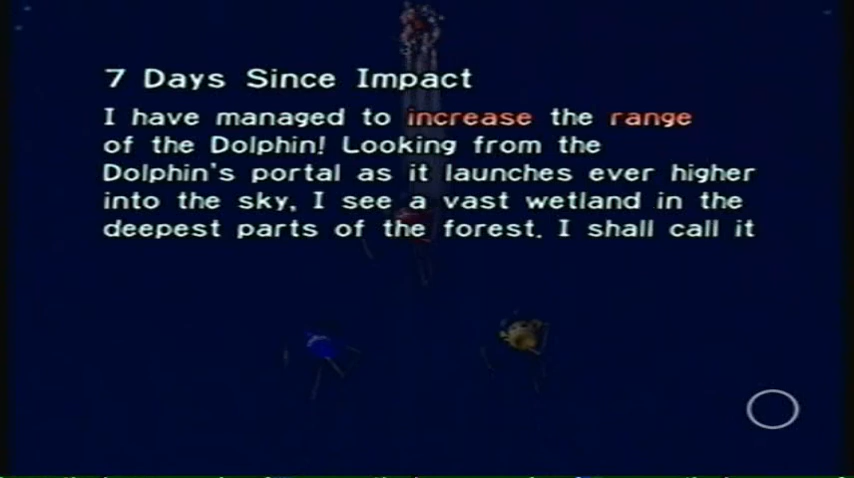 7 Days Since Impact
I have managed to increase the range
of the Dolphin! Looking from the
Dolphin's portal as it launches ever higher
into the sky, I see a vast wetland in the
deepest parts of the forest. I shall call it